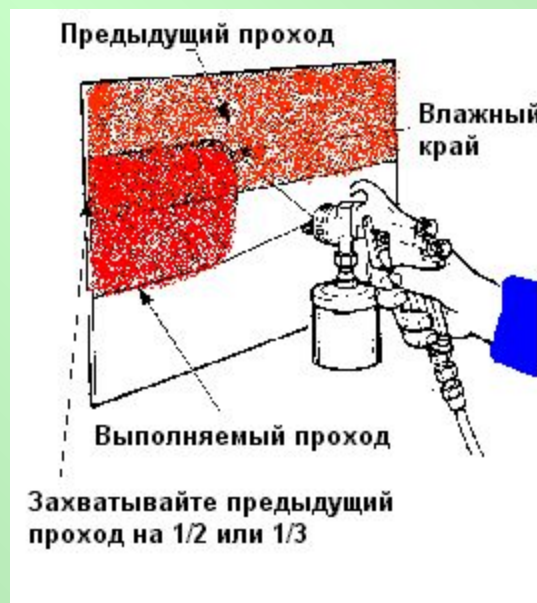 Предыдущий проход
Влажный
край
Выполняемый проход
Захватывайте предыдущий
проход на 1/2 или 1/3